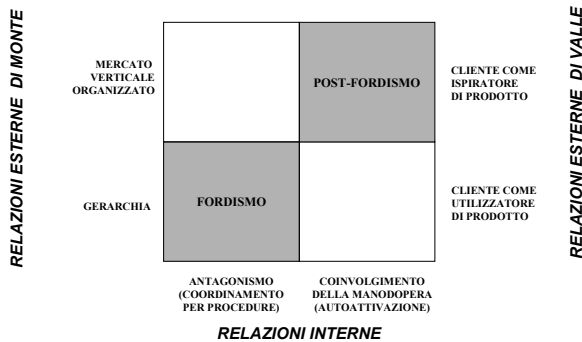 RELAZIONI ESTERNE DI MONTE
MERCATO
VERTICALE
ORGANIZZATO
POST-FORDISMO
CLIENTE COME
ISPIRATORE
DI PRODOTTO
RELAZIONI ESTERNE DI VALLE
GERARCHIA
FORDISMO
CLIENTE COME
UTILIZZATORE
DI PRODOTTO
ANTAGONISMO
(COORDINAMENTO
PER PROCEDURE)
COINVOLGIMENTO
DELLA MANODOPERA
(AUTOATTIVAZIONE)
RELAZIONI INTERNE